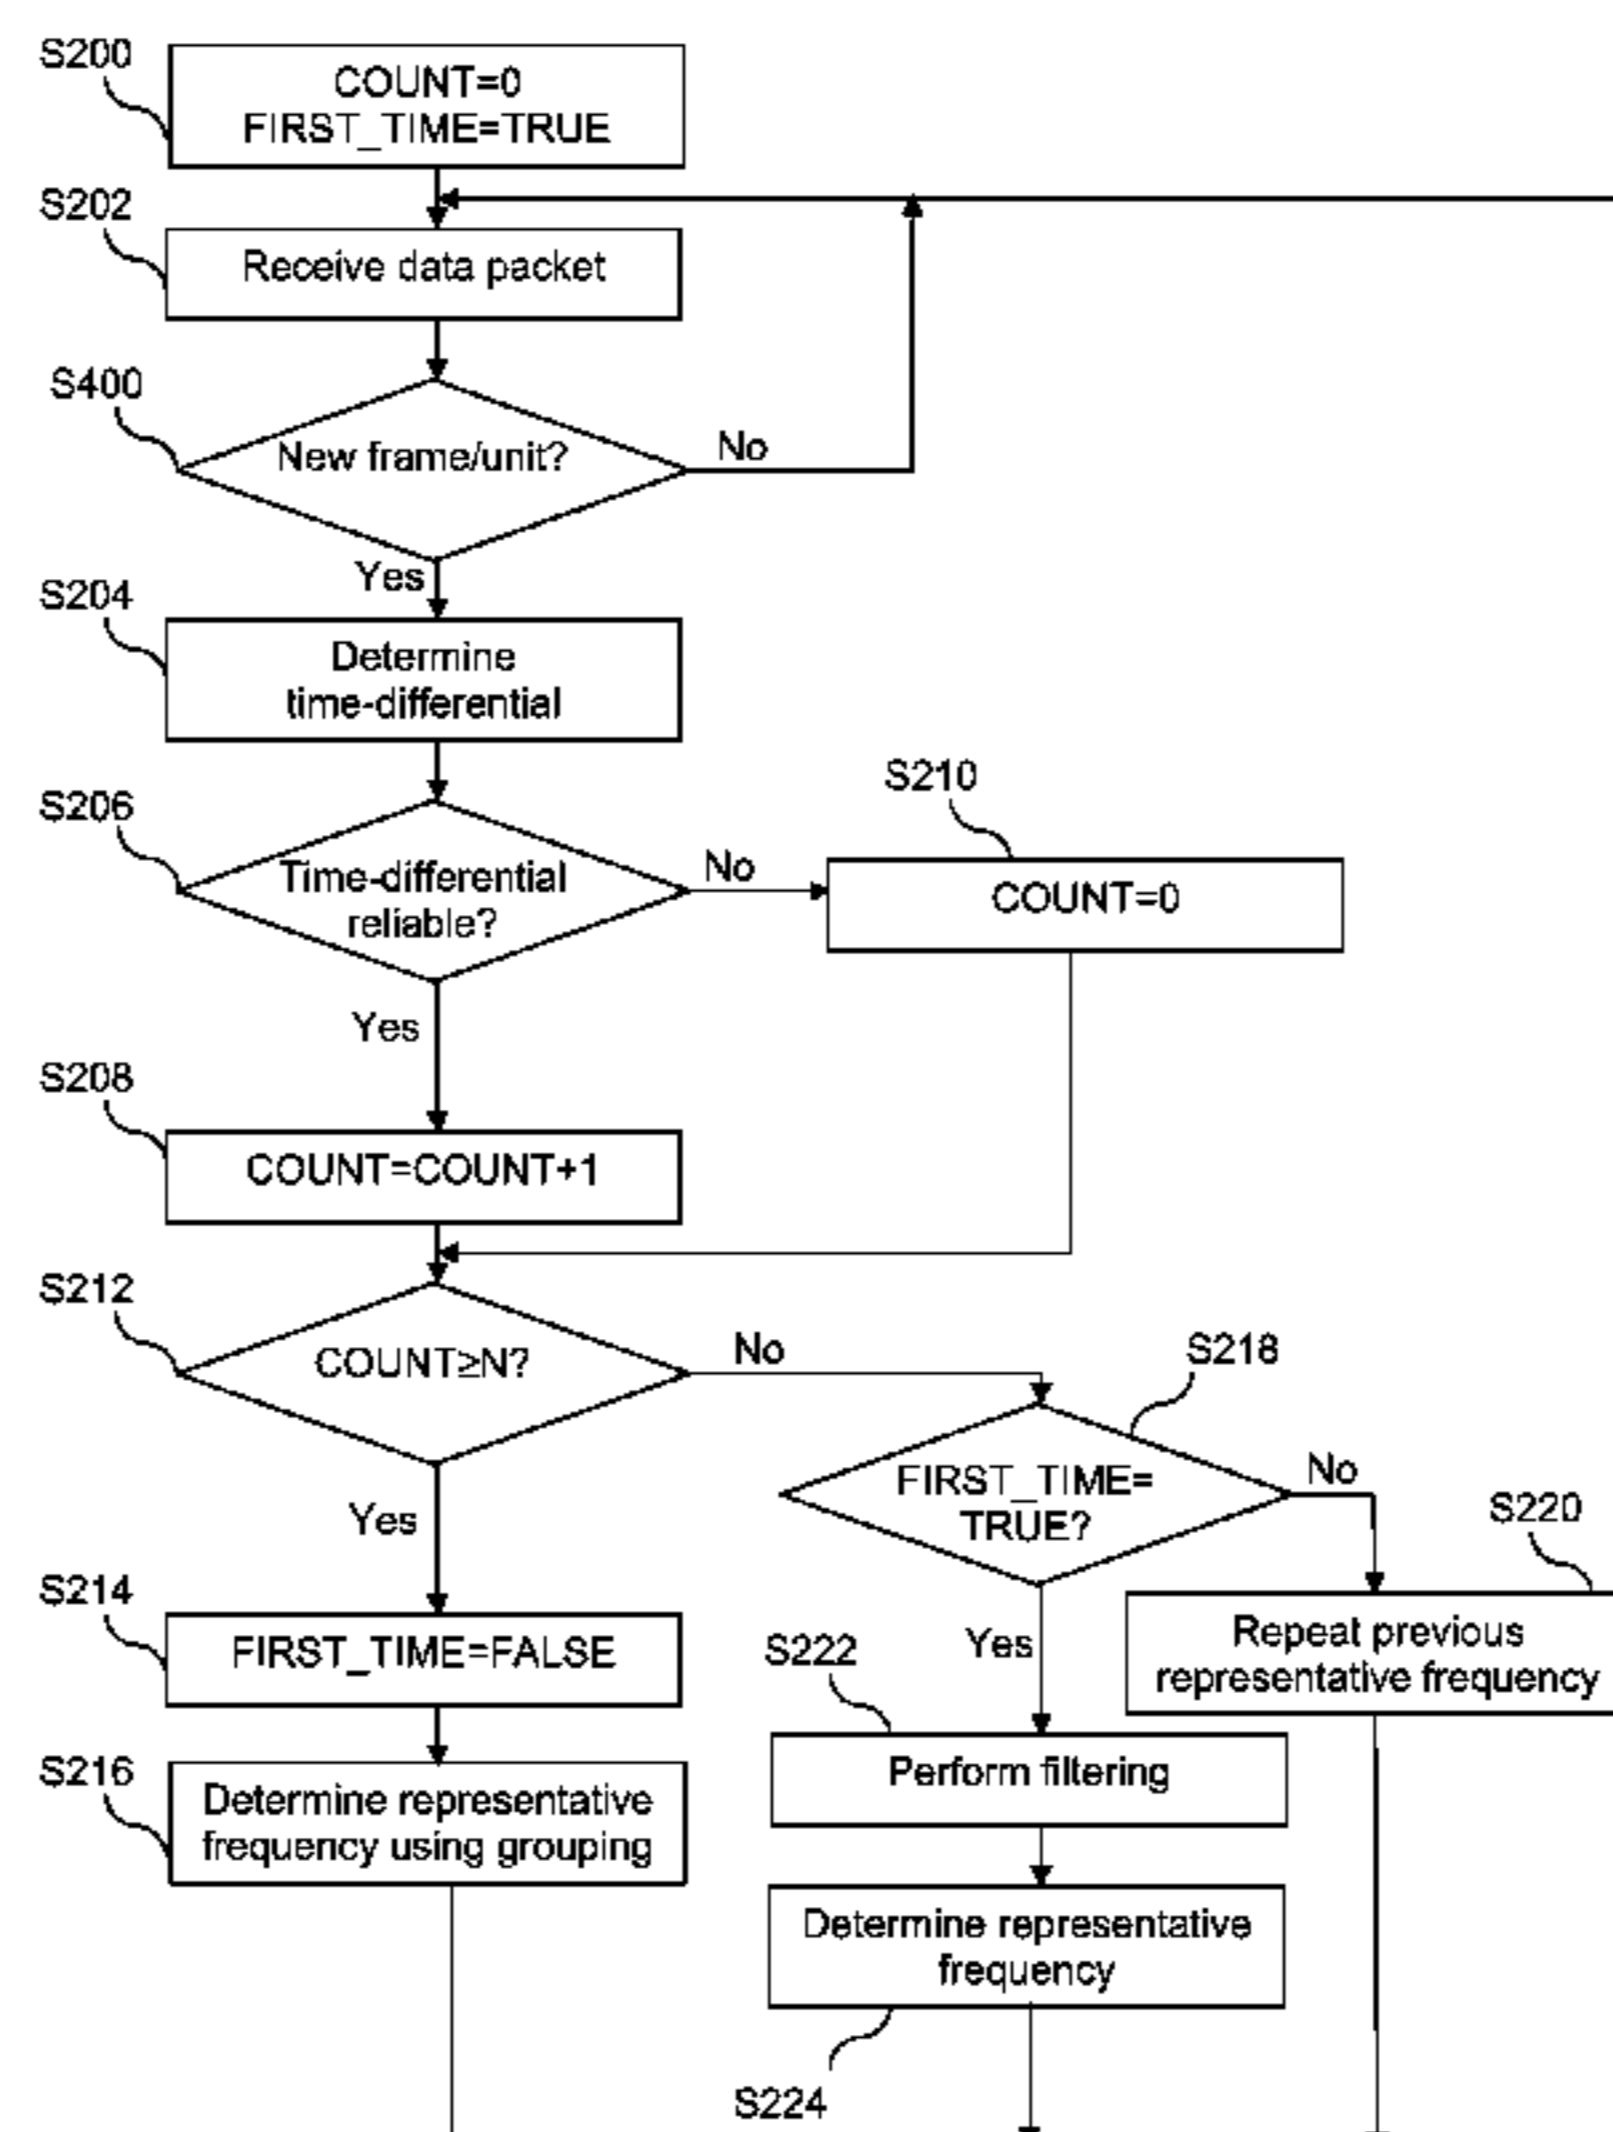 S200
COUNT=0
FIRST_TIME=TRUE
S202
Receive data packet
S400
New frame/unit?
No
Yes
S204
Determine
time-differential
S206
Time-differential
reliable?
No
S210
COUNT=0
Yes
S208
COUNT=COUNT+1
S212
COUNT≥N?
No
S218
FIRST_TIME=
TRUE?
No
S220
Repeat previous
representative frequency
Yes
S214
FIRST_TIME=FALSE
S222
Yes
Perform filtering
S216
Determine representative
frequency using grouping
Determine representative
frequency
S224